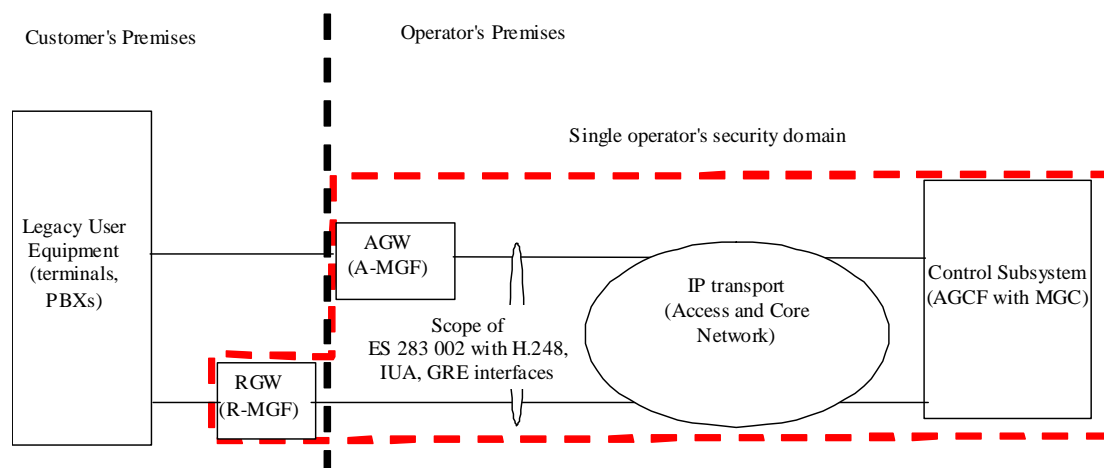 Customer's Premises
Operator's Premises
Single operator's security domain
Legacy User
Equipment
(terminals,
PBXs)
AGW
(A-MGF)
IP transport
(Access and Core
Network)
Control Subsystem
(AGCF with MGC)
Scope of
ES 283 002 with H.248,
IUA, GRE interfaces
RGW
(R-MGF)